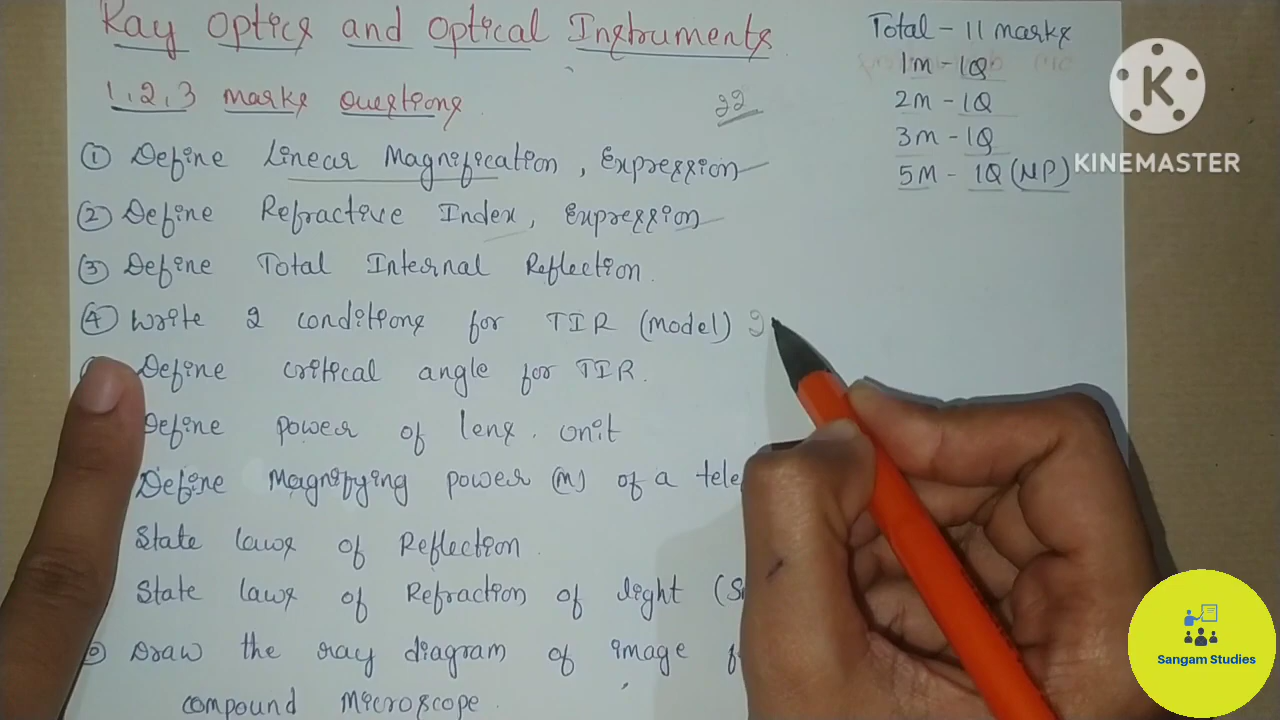 Ray Optics and Optical Instruments
1,2,3 marks Questions
22
Total - 11 marks
1M - 1Q
2M - 1Q
3M - 1Q
5M - 1Q (NP)
K
KINEMASTER
① Define Linear Magnification, Expression
② Define Refractive Index, Expression
③ Define Total Internal Reflection.
④ Write 2 conditions for TIR (model)
Define critical angle for TIR.
Define power of lens. Unit
Define Magnifying power (M) of a tele
State laws of Reflection.
State laws of Refraction of light (S
Draw the ray diagram of image f
compound Microscope.
Sangam Studies